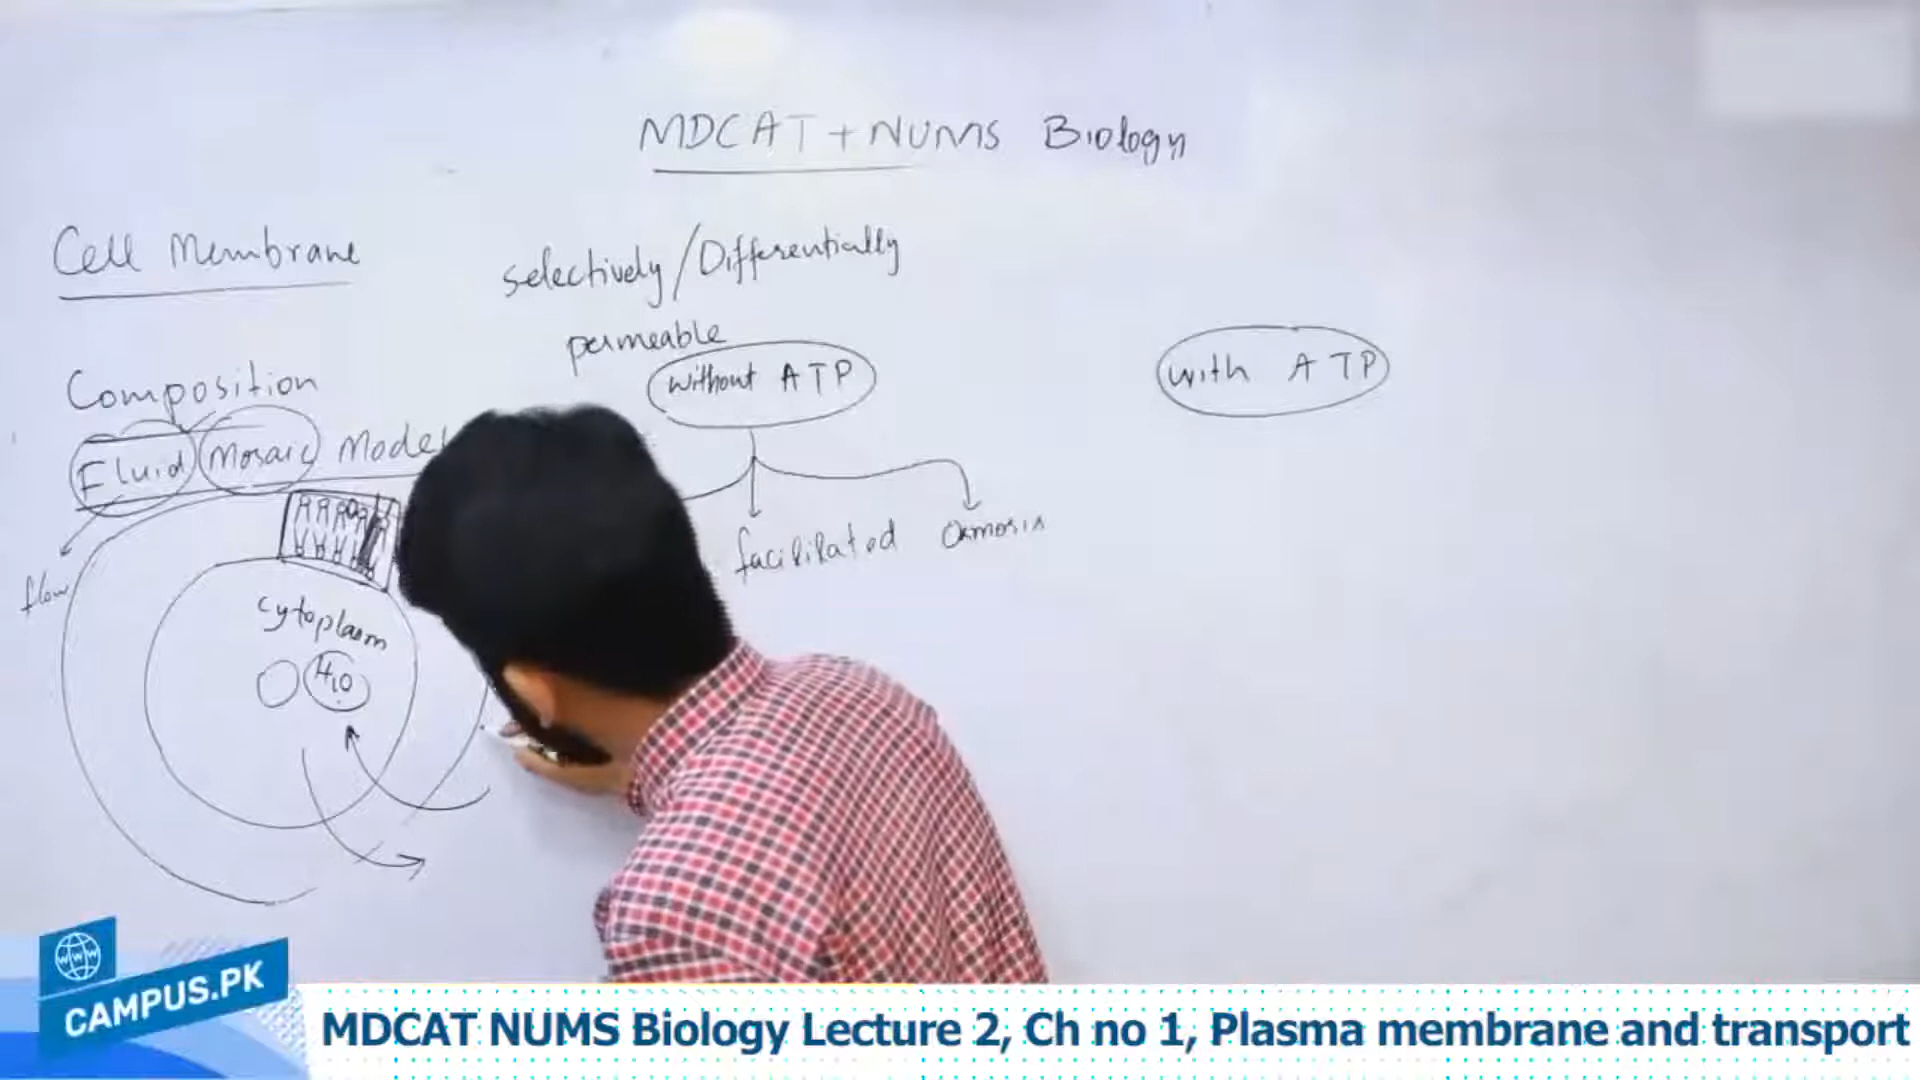 MDCAT + NUMS Biology
Cell Membrane
selectively/Differentially
permeable
Composition
Fluid Mosaic Model
without ATP
with ATP
facilitated
Osmosis
flow
cytoplasm
H2O
WWW
CAMPUS.PK
MDCAT NUMS Biology Lecture 2, Ch no 1, Plasma membrane and transport